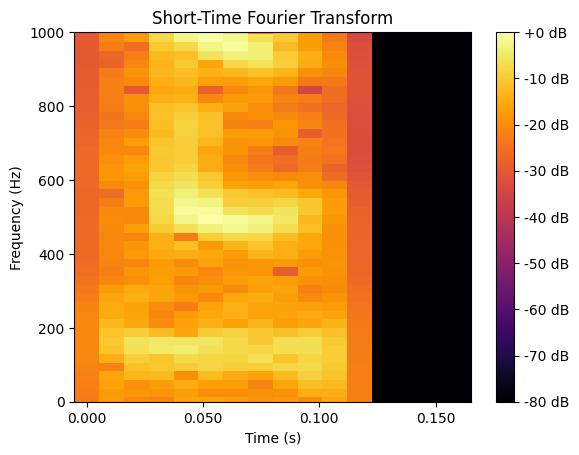 Short-Time Fourier Transform
1000
800
600
400
200
0
Frequency (Hz)
0.000
0.050
0.100
0.150
Time (s)
+0 dB
-10 dB
-20 dB
-30 dB
-40 dB
-50 dB
-60 dB
-70 dB
-80 dB